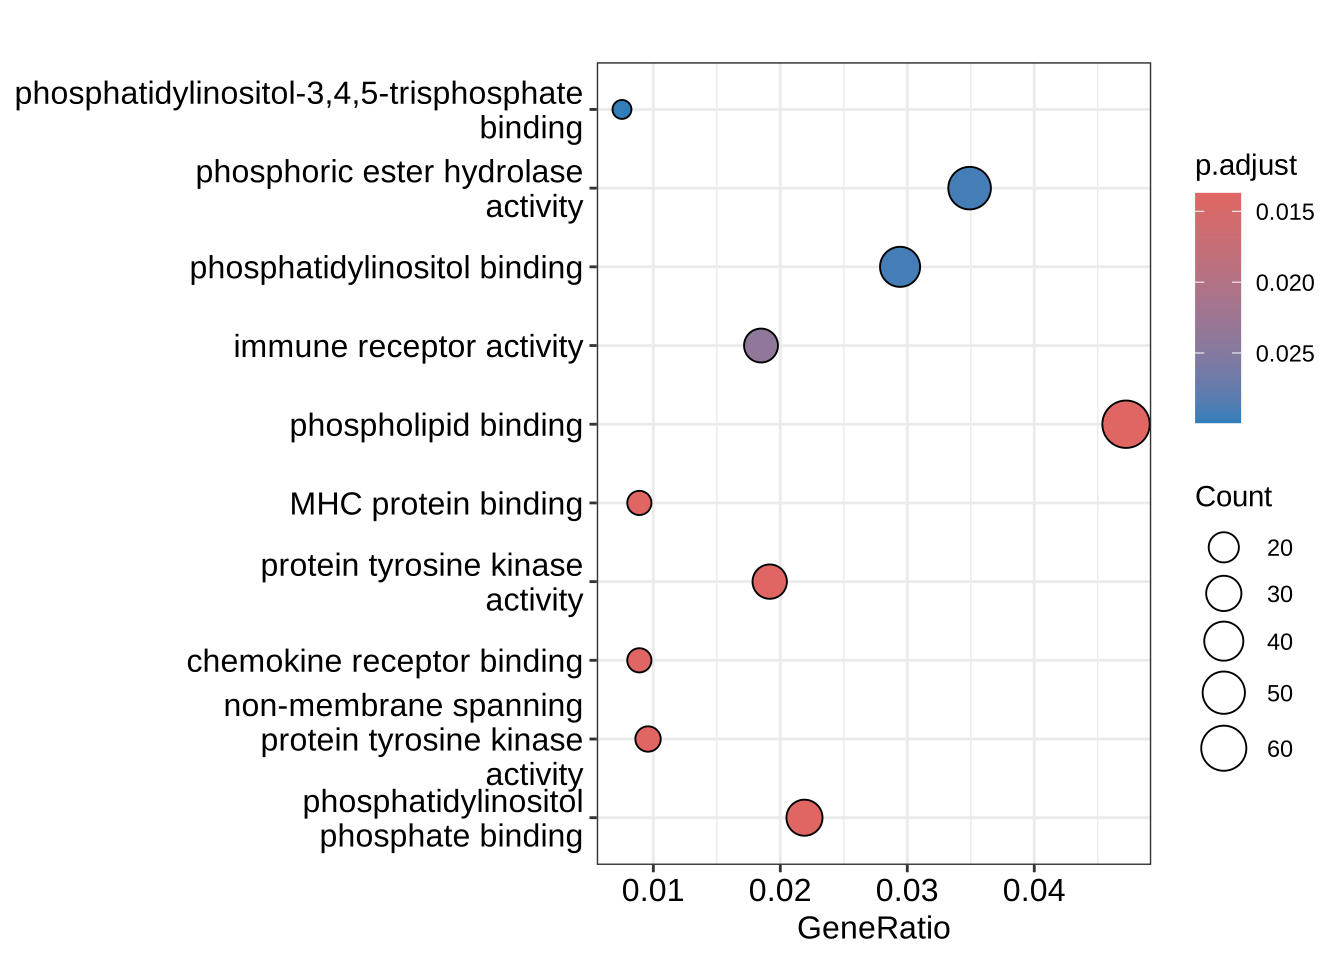 phosphatidylinositol-3,4,5-trisphosphate
binding
phosphoric ester hydrolase
activity
phosphatidylinositol binding
immune receptor activity
phospholipid binding
MHC protein binding
protein tyrosine kinase
activity
chemokine receptor binding
non-membrane spanning
protein tyrosine kinase
activity
phosphatidylinositol
phosphate binding
0.01
0.02
0.03
0.04
GeneRatio
p.adjust
0.015
0.020
0.025
Count
20
30
40
50
60